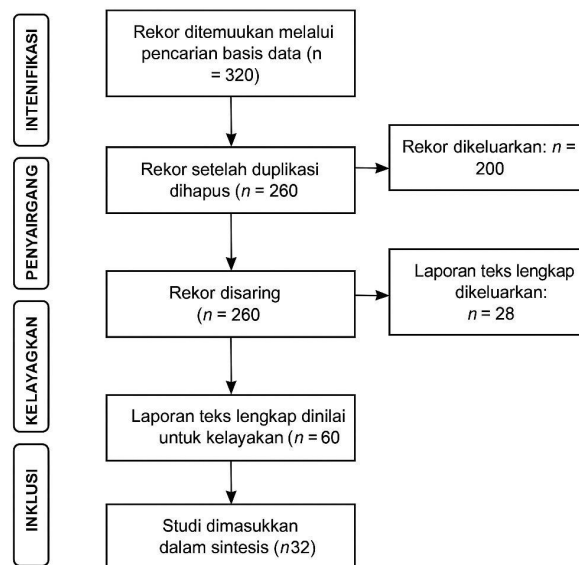 INTENIFIKASI
Rekor ditemuukan melalui
pencarian basis data (n
= 320)
PENYAIRGANG
Rekor setelah duplikasi
dihapus (n = 260
Rekor dikeluarkan: n =
200
Rekor disaring
(n = 260
Laporan teks lengkap
dikeluarkan:
n = 28
KELAYAGKAN
Laporan teks lengkap dinilai
untuk kelayakan (n = 60
INKLUSI
Studi dimasukkan
dalam sintesis (n32)